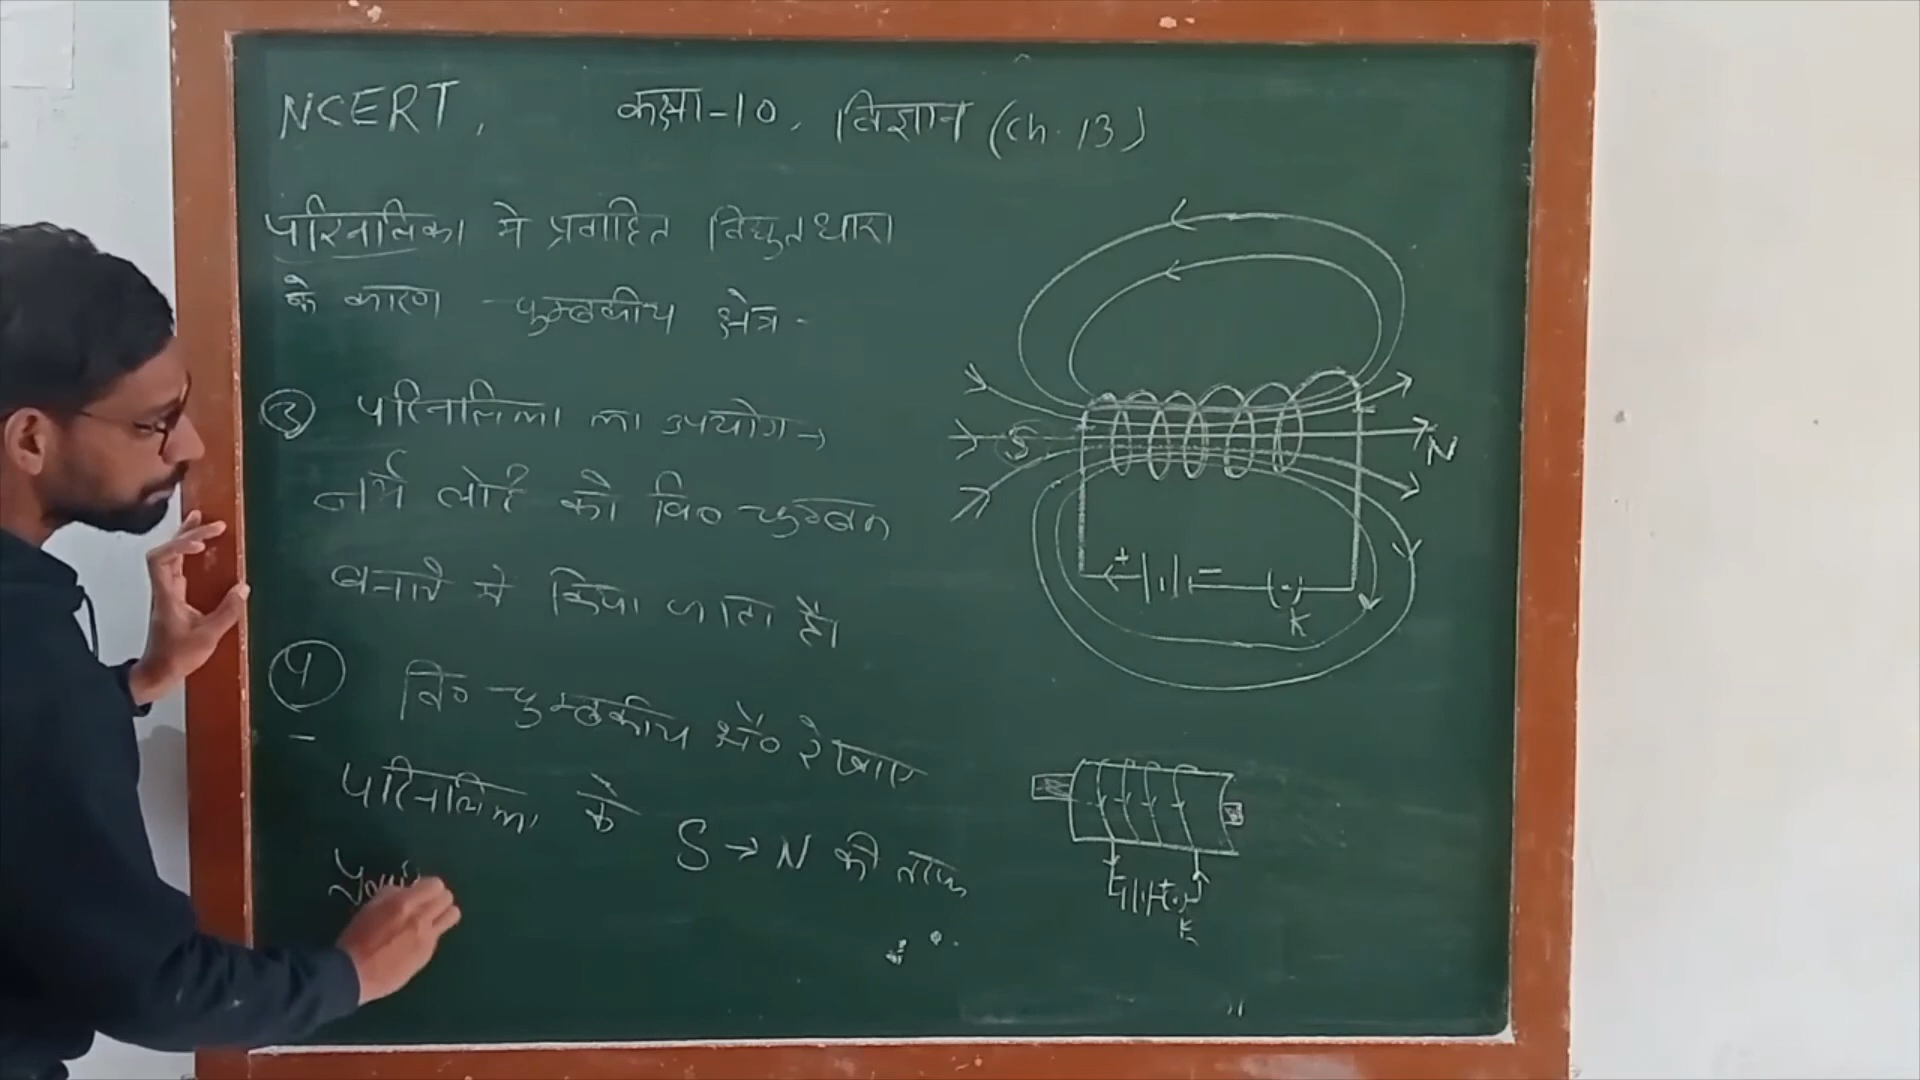 NCERT, कक्षा-10, विज्ञान (Ch. 13)
परिनालिका मे प्रवाहित विद्युतधारा
के कारण चुम्बकीय क्षेत्र -
③ परिनालिका का उपयोग→
नर्म लोहे को वि० चुम्बक
बनाने मे किया जाता है।
④ वि० चुम्बकीय क्षे० रेखाए
परिनालिका के S → N की तरफ
S
N
+ -
K
- +
K